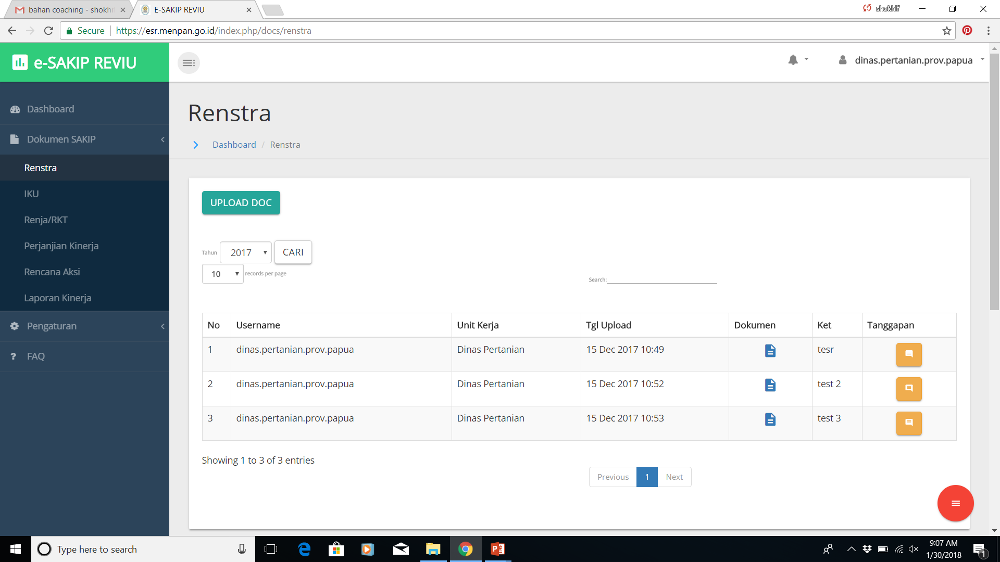 bahan coaching - shokhi
E-SAKIP REVIU
shokhif
Secure
https://esr.menpan.go.id/index.php/docs/renstra
e-SAKIP REVIU
dinas.pertanian.prov.papua
Dashboard
Dokumen SAKIP
Renstra
IKU
Renja/RKT
Perjanjian Kinerja
Rencana Aksi
Laporan Kinerja
Pengaturan
? FAQ
Renstra
Dashboard / Renstra
UPLOAD DOC
Tahun 2017 CARI
10 records per page
Search:
No Username Unit Kerja Tgl Upload Dokumen Ket Tanggapan
1 dinas.pertanian.prov.papua Dinas Pertanian 15 Dec 2017 10:49 tesr
2 dinas.pertanian.prov.papua Dinas Pertanian 15 Dec 2017 10:52 test 2
3 dinas.pertanian.prov.papua Dinas Pertanian 15 Dec 2017 10:53 test 3
Showing 1 to 3 of 3 entries
Previous 1 Next
Type here to search
9:07 AM
1/30/2018
1